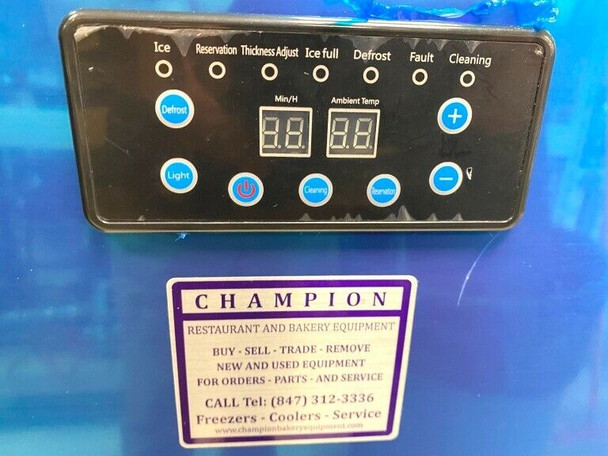 Ice Reservation Thickness Adjust Ice full Defrost Fault Cleaning
Min/H Ambient Temp
Defrost
+
Light
Cleaning
Reservation
−
CHAMPION
RESTAURANT AND BAKERY EQUIPMENT
BUY - SELL - TRADE - REMOVE
NEW AND USED EQUIPMENT
FOR ORDERS - PARTS - AND SERVICE
CALL Tel: (847) 312-3336
Freezers - Coolers - Service
www.championbakeryequipment.com